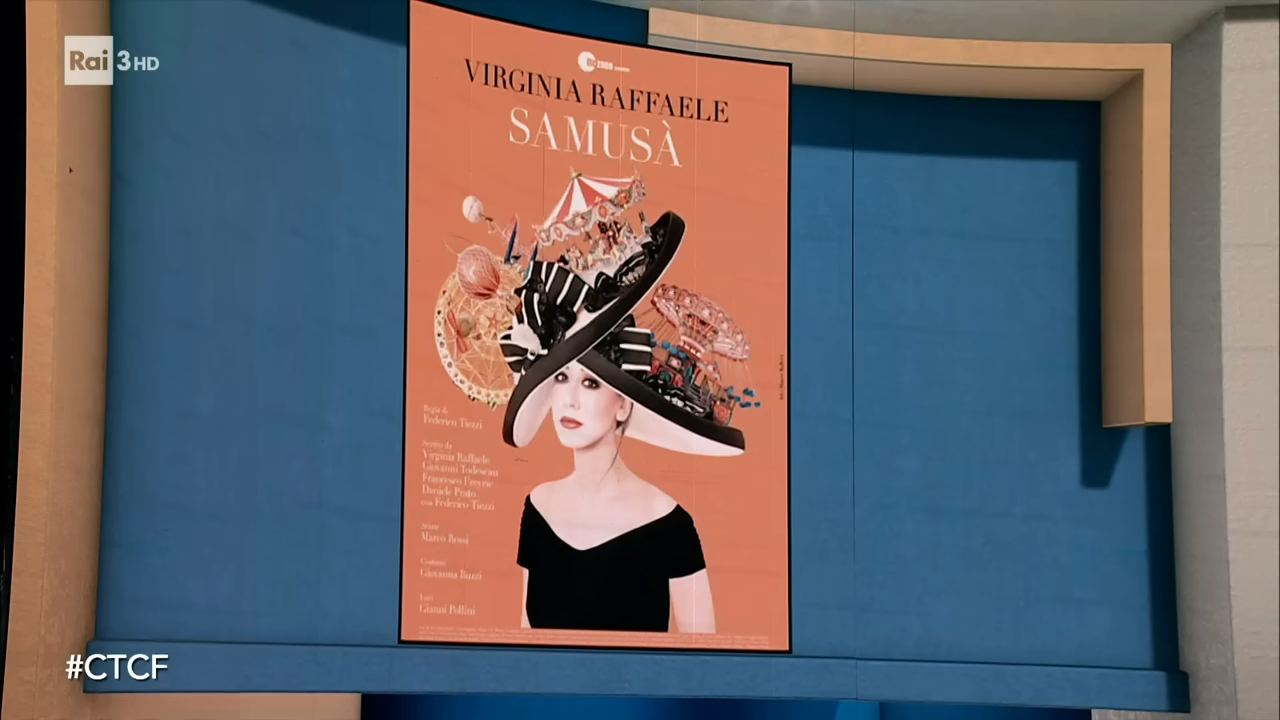 Rai 3HD
2000
VIRGINIA RAFFAELE
SAMUSÀ
Regia di
Federico Tiezzi
Scritto da
Virginia Raffaele
Giovanni Todescan
Francesco Freyrie
Daniele Prato
con Federico Tiezzi
Scene
Marco Rossi
Costumi
Giovanna Buzzi
Luci
Gianni Pollini
#CTCF